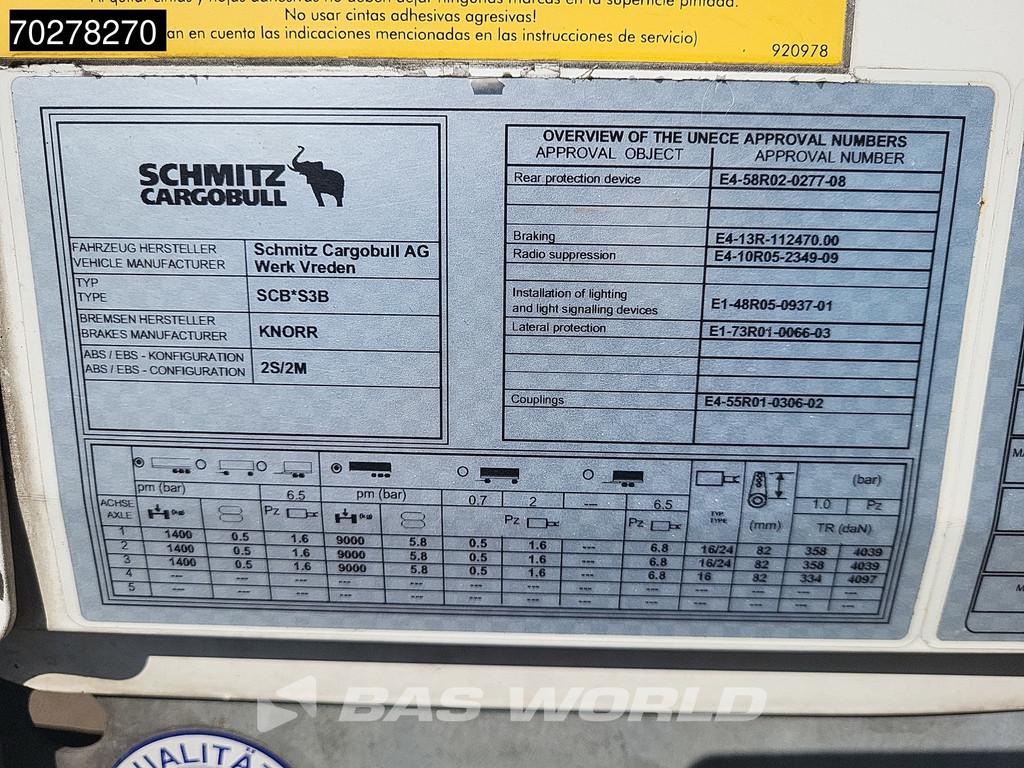 70278270
No usar cintas adhesivas agresivas!
an en cuenta las indicaciones mencionadas en las instrucciones de servicio)
920978
SCHMITZ
CARGOBULL
FAHRZEUG HERSTELLER
VEHICLE MANUFACTURER
Schmitz Cargobull AG
Werk Vreden
TYP
TYPE
SCB*S3B
BREMSEN HERSTELLER
BRAKES MANUFACTURER
KNORR
ABS / EBS - KONFIGURATION
ABS / EBS - CONFIGURATION
2S/2M
OVERVIEW OF THE UNECE APPROVAL NUMBERS
APPROVAL OBJECT APPROVAL NUMBER
Rear protection device E4-58R02-0277-08
Braking E4-13R-112470.00
Radio suppression E4-10R05-2349-09
Installation of lighting
and light signalling devices E1-48R05-0937-01
Lateral protection E1-73R01-0066-03
Couplings E4-55R01-0306-02
pm (bar) 6.5 pm (bar) 0.7 2 --- 6.5 (bar) 1.0 Pz
ACHSE
AXLE
Pz Pz Pz TYP
TYPE (mm) TR (daN)
1 1400 0.5 1.6 9000 5.8 0.5 1.6 --- 6.8 16/24 82 358 4039
2 1400 0.5 1.6 9000 5.8 0.5 1.6 --- 6.8 16/24 82 358 4039
3 1400 0.5 1.6 9000 5.8 0.5 1.6 --- 6.8 16 82 334 4097
4 --- --- --- --- --- --- --- --- --- --- --- --- ---
5 --- --- --- --- --- --- --- --- --- --- --- --- ---
BAS WORLD
QUALITÄT